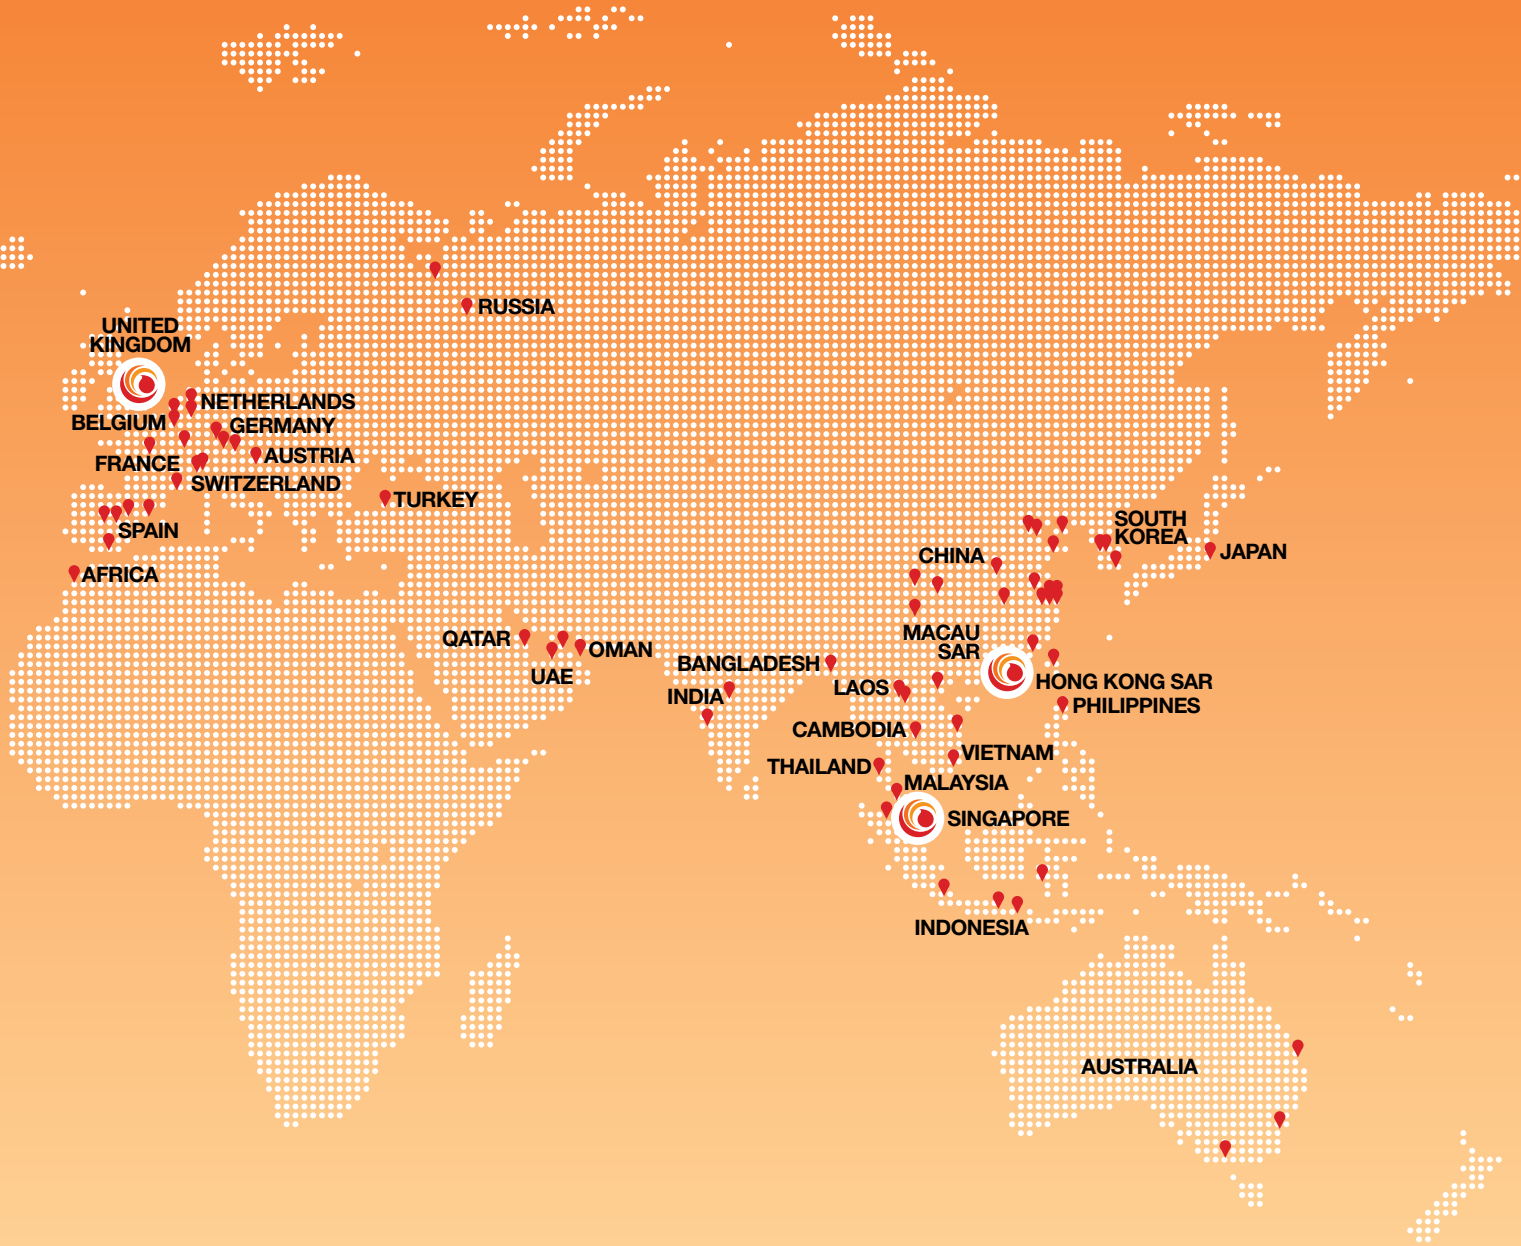 RUSSIA
UNITED
KINGDOM
NETHERLANDS
BELGIUM
GERMANY
AUSTRIA
FRANCE
SWITZERLAND
TURKEY
SPAIN
AFRICA
SOUTH
KOREA
JAPAN
CHINA
QATAR
OMAN
UAE
MACAU
SAR
BANGLADESH
INDIA
LAOS
HONG KONG SAR
PHILIPPINES
CAMBODIA
VIETNAM
THAILAND
MALAYSIA
SINGAPORE
INDONESIA
AUSTRALIA